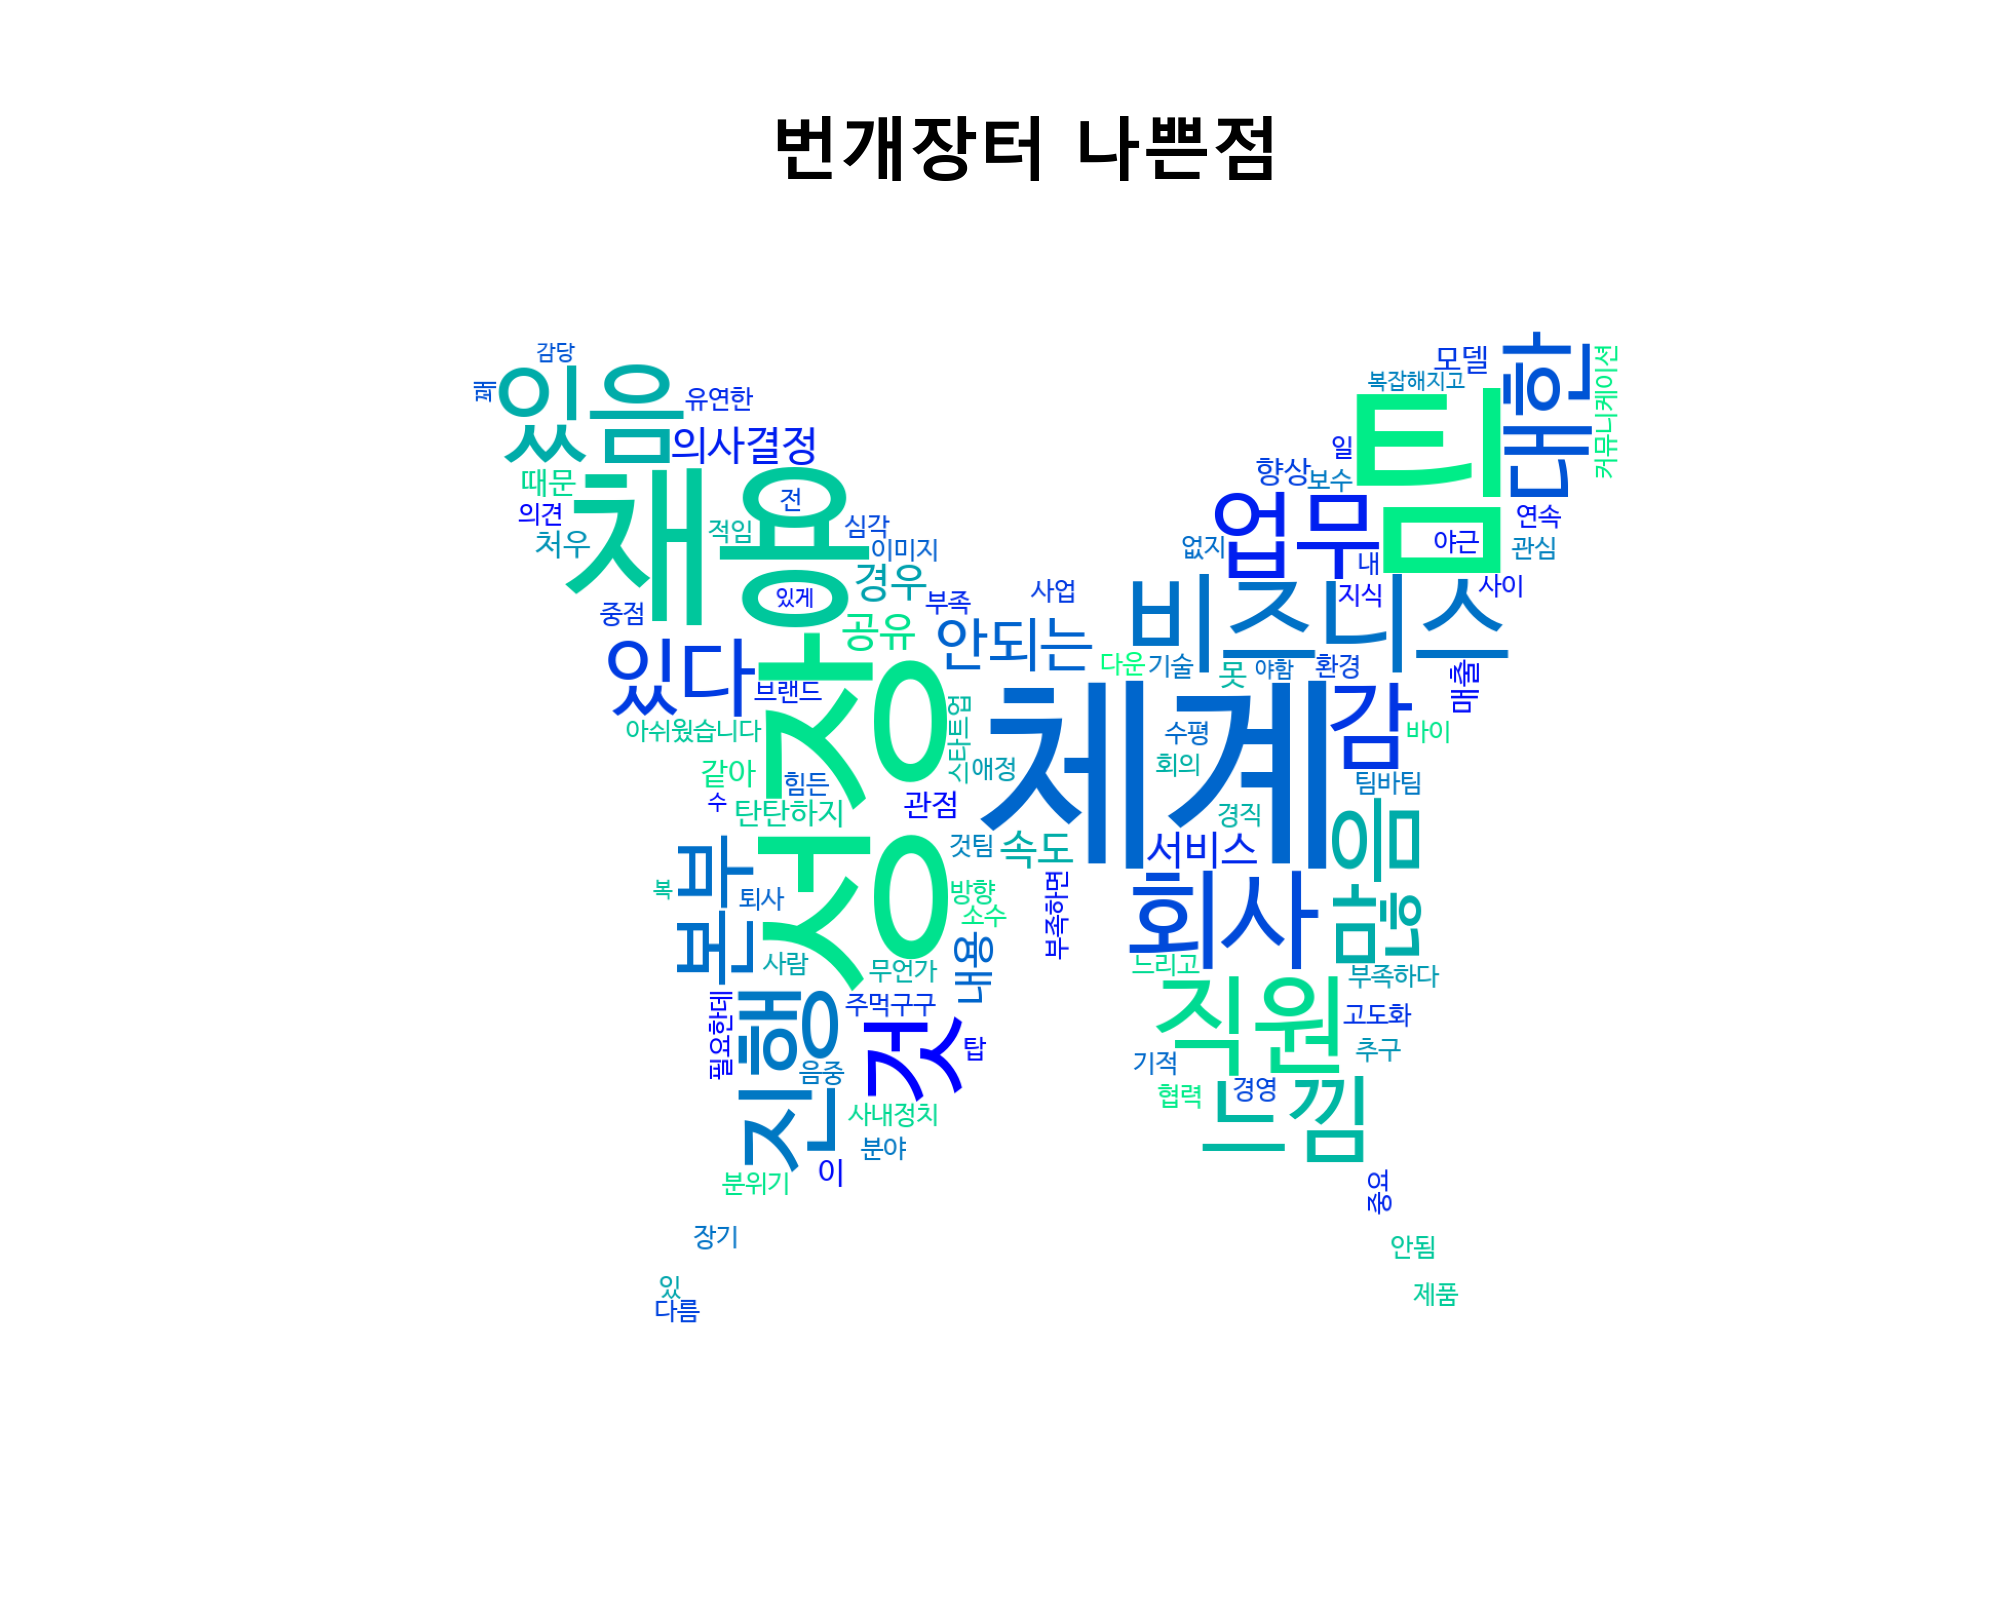 번개장터 나쁜점
감당
꽤
있음
유연한
의사결정
때문
채용
전
의견
처우
적임
심각
이미지
경우
있게
중점
부족
사업
공유
안되는
있다
브랜드
성장
아쉬웠습니다
스타트업
애정
같아
힘든
수
탄탄하지
관점
것팀
속도
본부
복
퇴사
방향
소수
부족하면
사람
무언가
내용
필요한데
진행
주먹구구
것
탑
음중
사내정치
분야
이
분위기
장기
있
다름
모델
대한
커뮤니케이션
복잡해지고
팀
일
향상
보수
업무
야근
연속
관심
없지
내
지식
사이
비즈니스
다운
기술
못
야함
환경
매출
체계
수평
감
바이
회의
팀바팀
경직
서비스
없음
회사
느리고
부족하다
직원
고도화
추구
기적
협력
경영
느낌
중요
안됨
제품